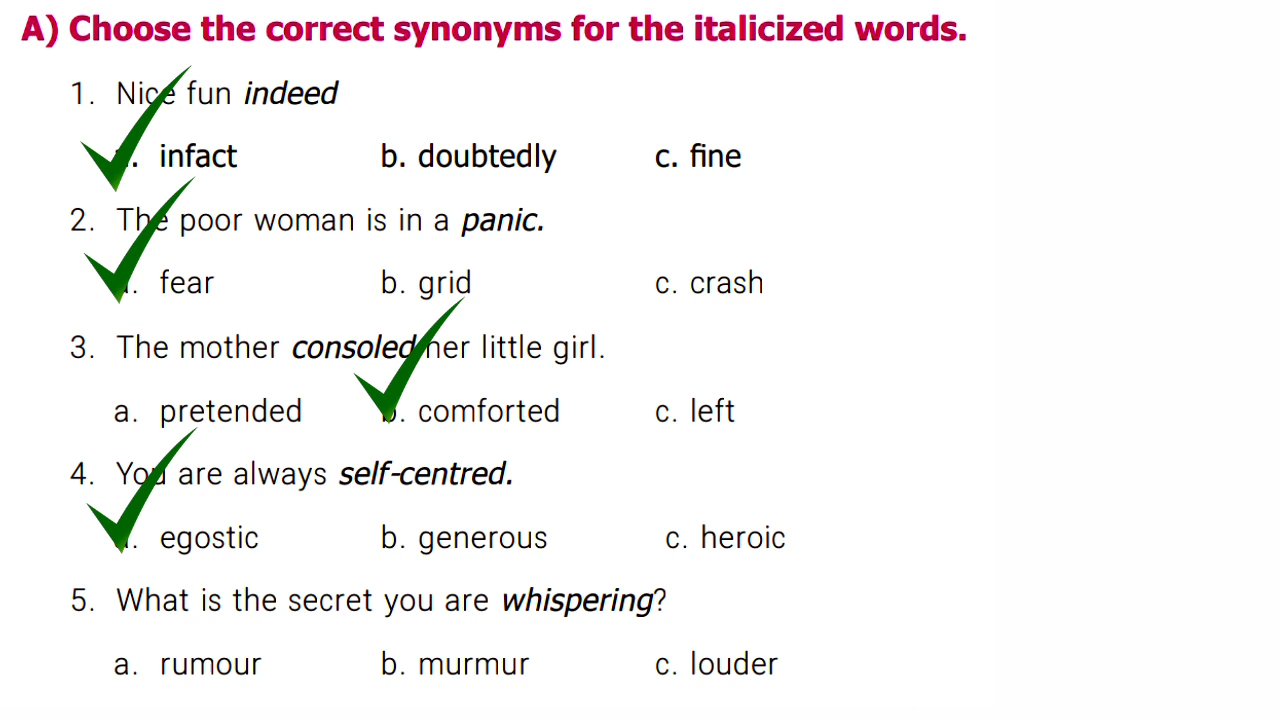 A) Choose the correct synonyms for the italicized words.
1. Nice fun indeed
a. infact b. doubtedly c. fine
2. The poor woman is in a panic.
a. fear b. grid c. crash
3. The mother consoled her little girl.
a. pretended b. comforted c. left
4. You are always self-centred.
a. egostic b. generous c. heroic
5. What is the secret you are whispering?
a. rumour b. murmur c. louder